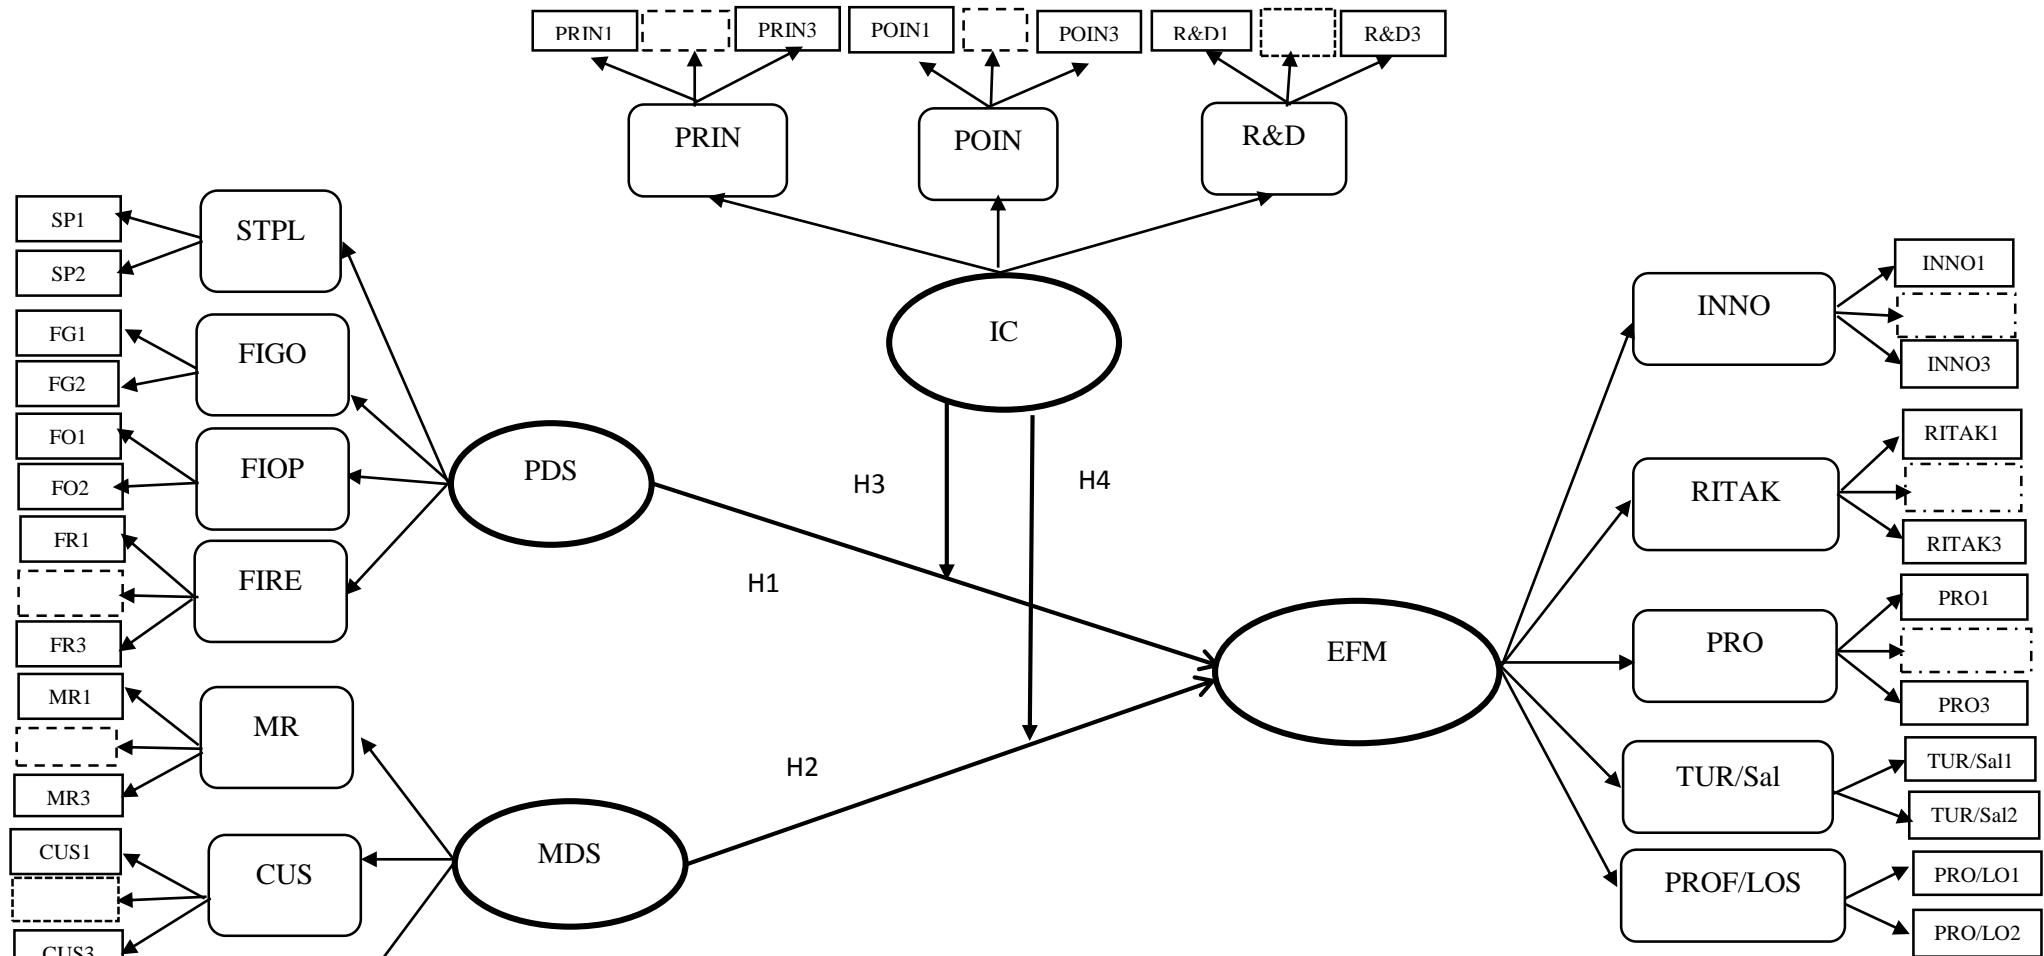 PRIN1 PRIN3 POIN1 POIN3 R&D1 R&D3
PRIN POIN R&D
SP1
SP2
STPL
FG1
FG2
FIGO
FO1
FO2
FIOP
FR1
FR3
FIRE
MR1
MR3
MR
CUS1
CUS3
CUS
PDS
MDS
IC
H3
H4
H1
H2
EFM
INNO
INNO1
INNO3
RITAK
RITAK1
RITAK3
PRO
PRO1
PRO3
TUR/Sal
TUR/Sal1
TUR/Sal2
PROF/LOS
PRO/LO1
PRO/LO2